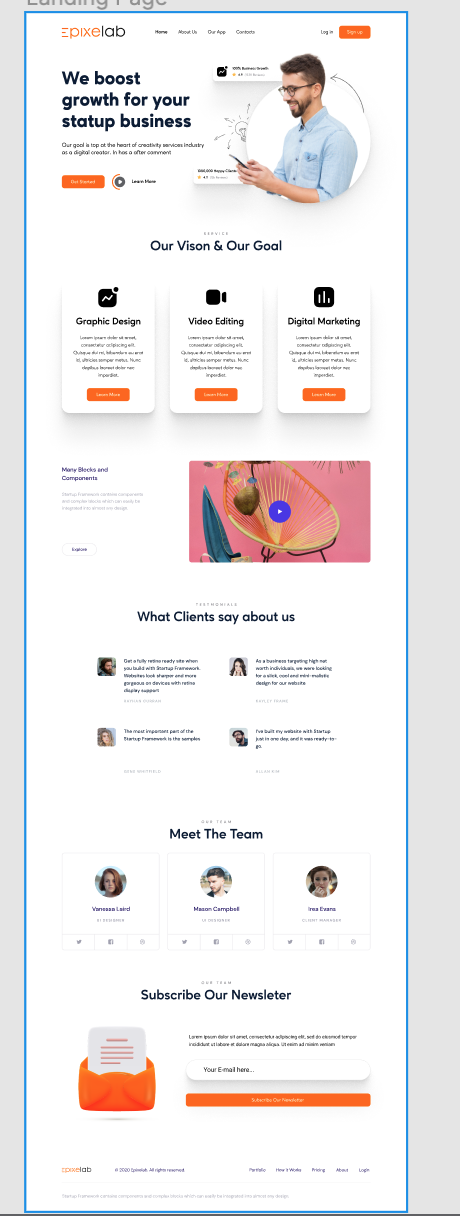 Landing Page
Epixelab
Home About Us Our App Contacts
Log in Sign up
We boost
growth for your
statup business
Our goal is top at the heart of creativity services industry
as a digital creator. In has a after comment
Get Started Learn More
100% Business Growth
4.9
Happy Clients
4.9
SERVICE
Our Vison & Our Goal
Graphic Design
Lorem ipsum dolor sit amet,
consectetur adipiscing elit.
Quisque dui mi, bibendum eu erat
id, ultricies semper metus. Nunc
dapibus laoreet dolor nec
imperdiet.
Learn More
Video Editing
Lorem ipsum dolor sit amet,
consectetur adipiscing elit.
Quisque dui mi, bibendum eu erat
id, ultricies semper metus. Nunc
dapibus laoreet dolor nec
imperdiet.
Learn More
Digital Marketing
Lorem ipsum dolor sit amet,
consectetur adipiscing elit.
Quisque dui mi, bibendum eu erat
id, ultricies semper metus. Nunc
dapibus laoreet dolor nec
imperdiet.
Learn More
Many Blocks and
Components
Startup Framework contains components
and complex blocks which can easily be
integrated into almost any design.
Explore
TESTMONIALS
What Clients say about us
Get a fully retina ready site when
you build with Startup Framework.
Websites look sharper and more
gorgeous on devices with retina
display support
As a business targeting high net
worth individuals, we were looking
for a slick, cool and mini-malistic
design for our website
HAYLEY FRAME
The most important part of the
Startup Framework is the samples
GENE WHITFIELD
I've built my website with Startup
just in one day, and it was ready-to-
go.
ALLAN KIM
OUR TEAM
Meet The Team
Vanessa Laird
UI DESIGNER
Mason Campbell
UI DESIGNER
Irea Evans
CLIENT MANAGER
OUR TEAM
Subscribe Our Newsleter
Lorem ipsum dolor sit amet, consectetur adipiscing elit, sed do eiusmod tempor
incididunt ut labore et dolore magna aliqua. Ut enim ad minim veniam
Your E-mail here...
Subscribe Our Newsleter
Epixelab
© 2020 Epixelab. All rights reserved.
Portfolio How it Works Pricing About Login
Startup Framework contains components and complex blocks which can easily be integrated into almost any design.